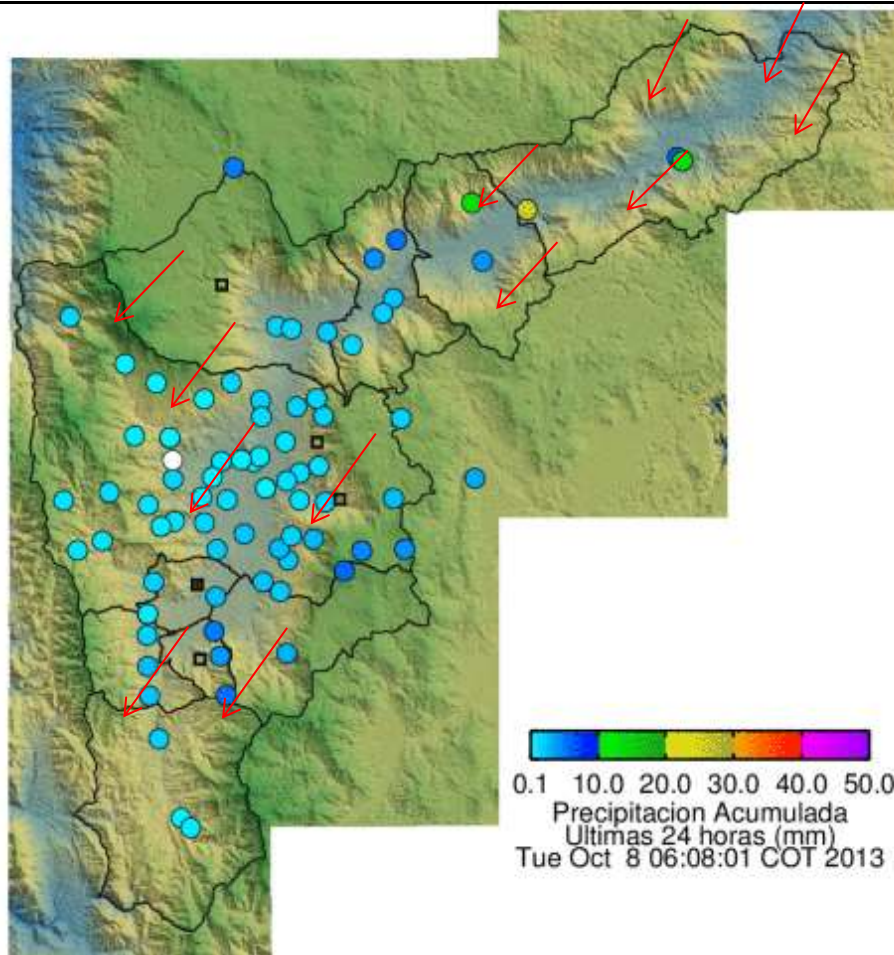 0.1 10.0 20.0 30.0 40.0 50.0
Precipitacion Acumulada
Ultimas 24 horas (mm)
Tue Oct 8 06:08:01 COT 2013